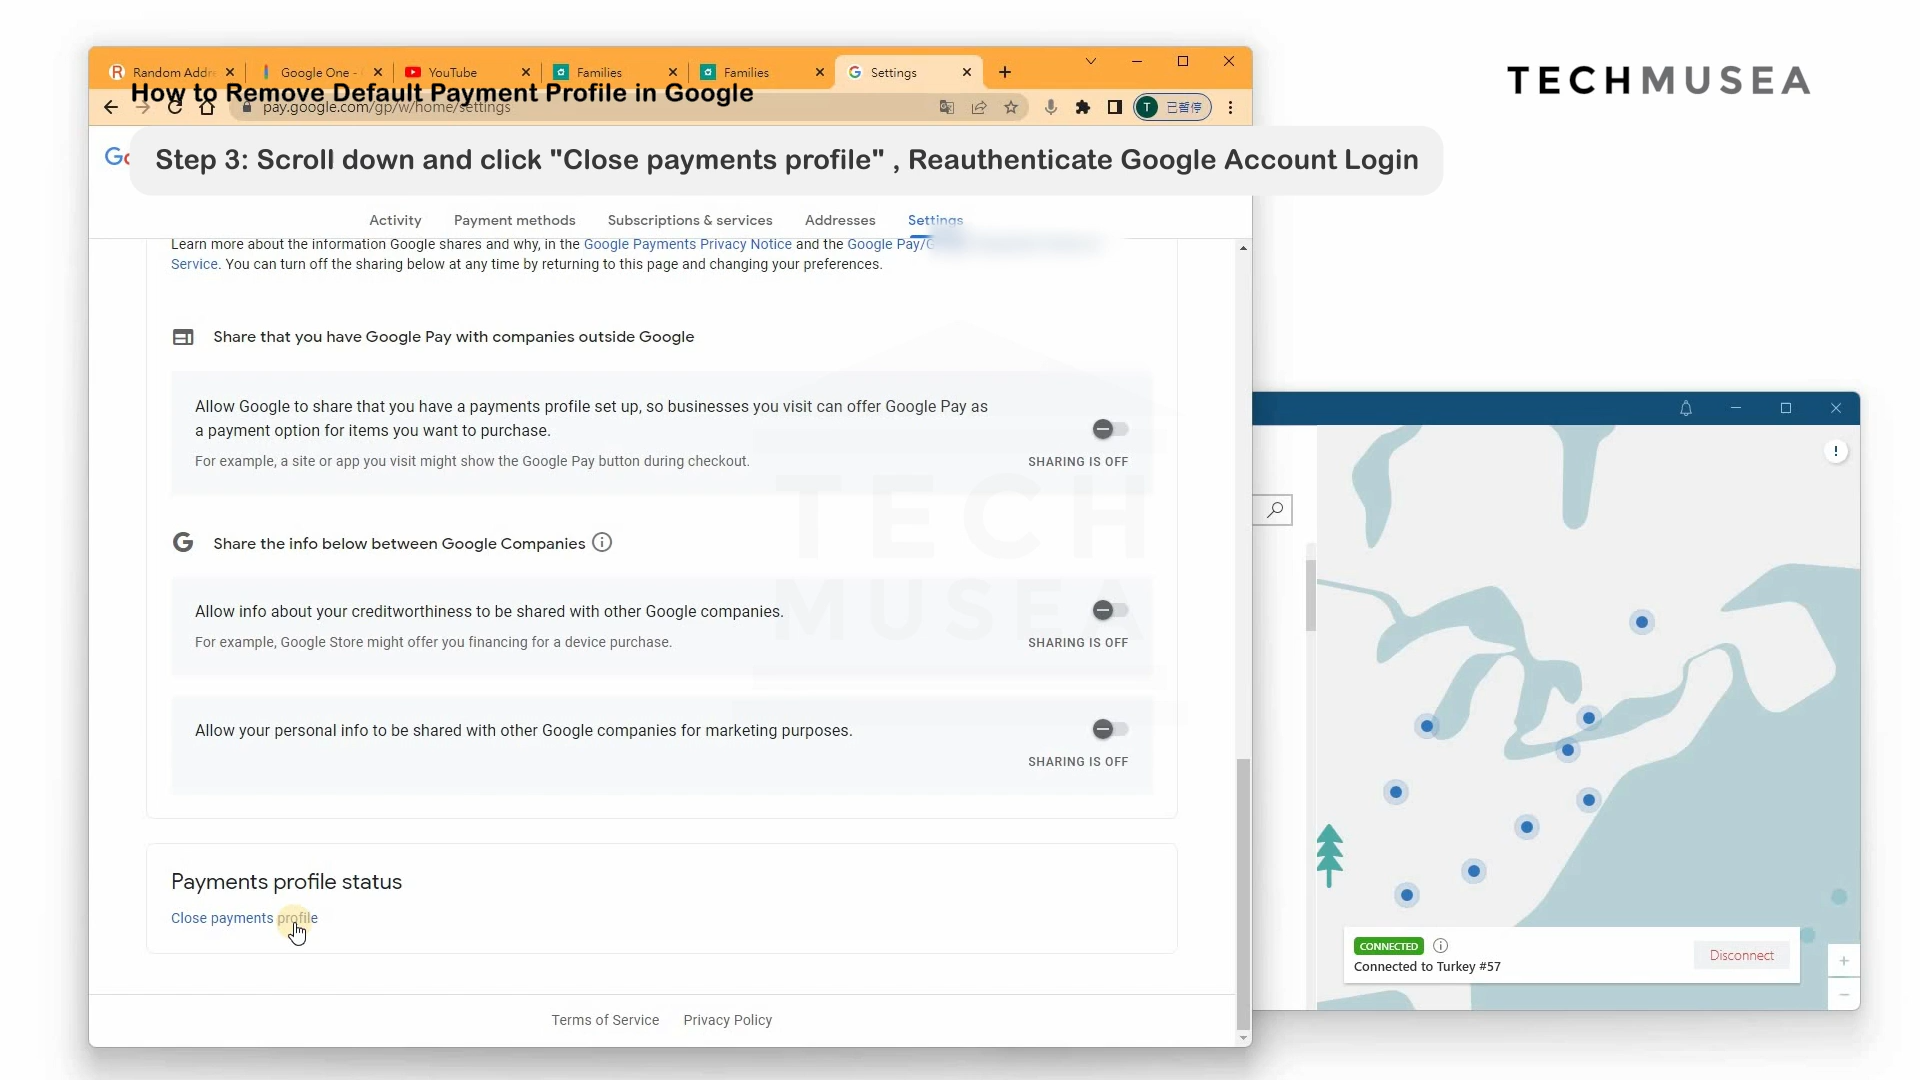 TECHMUSEA
Random Addr
Google One -
YouTube
Families
Families
Settings
How to Remove Default Payment Profile in Google
pay.google.com/gp/w/home/settings
T 已暫停
Step 3: Scroll down and click "Close payments profile" , Reauthenticate Google Account Login
Activity
Payment methods
Subscriptions & services
Addresses
Settings
Learn more about the information Google shares and why, in the Google Payments Privacy Notice and the Google Pay/G
Service. You can turn off the sharing below at any time by returning to this page and changing your preferences.
Share that you have Google Pay with companies outside Google
Allow Google to share that you have a payments profile set up, so businesses you visit can offer Google Pay as
a payment option for items you want to purchase.
For example, a site or app you visit might show the Google Pay button during checkout.
SHARING IS OFF
TECH
MUSEA
Share the info below between Google Companies
Allow info about your creditworthiness to be shared with other Google companies.
For example, Google Store might offer you financing for a device purchase.
SHARING IS OFF
Allow your personal info to be shared with other Google companies for marketing purposes.
SHARING IS OFF
Payments profile status
Close payments profile
Terms of Service
Privacy Policy
CONNECTED
Connected to Turkey #57
Disconnect